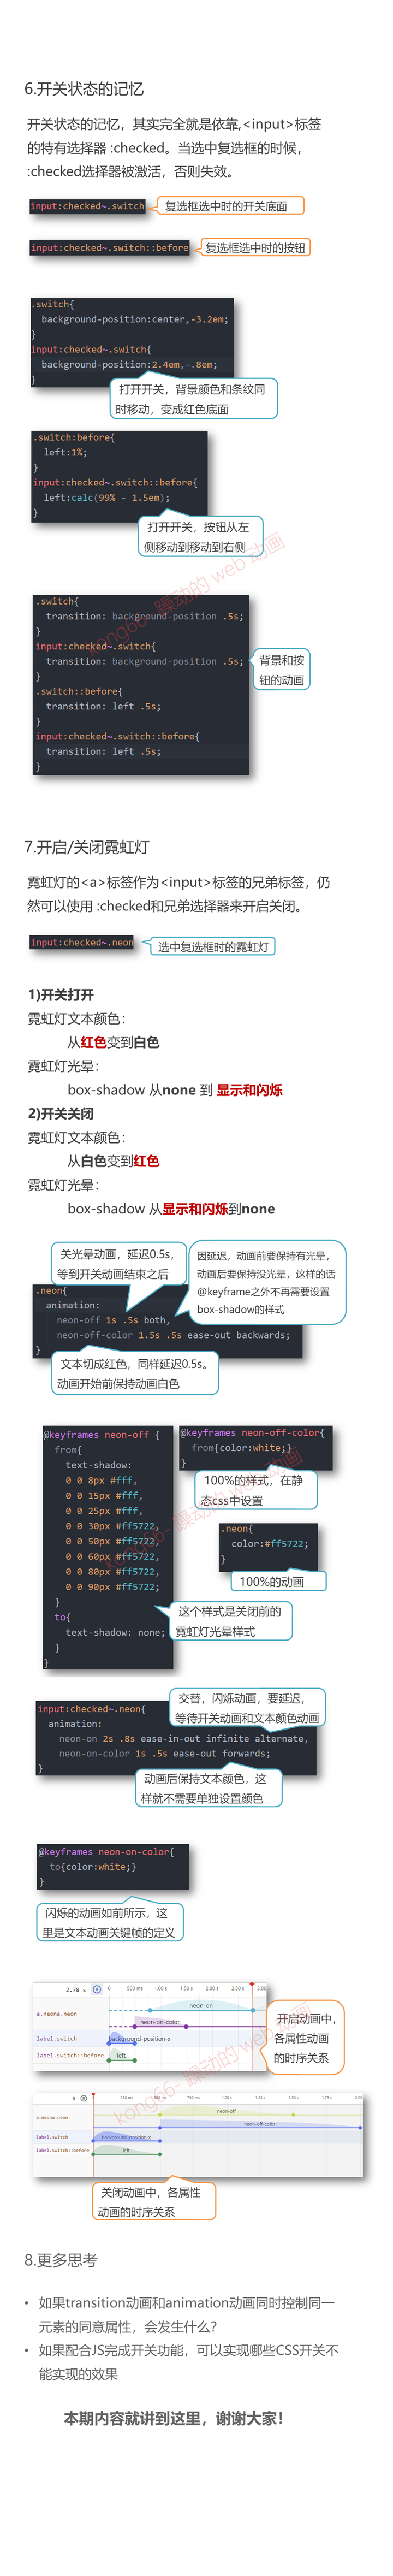 6.开关状态的记忆
开关状态的记忆，其实完全就是依靠,<input>标签
的特有选择器 :checked。当选中复选框的时候，
:checked选择器被激活，否则失效。
input:checked~.switch
复选框选中时的开关底面
input:checked~.switch::before
复选框选中时的按钮
.switch{
background-position:center,-3.2em;
}
input:checked~.switch{
background-position:2.4em,-.8em;
}
打开开关，背景颜色和条纹同
时移动，变成红色底面
.switch:before{
left:1%;
}
input:checked~.switch::before{
left:calc(99% - 1.5em);
}
打开开关，按钮从左
侧移动到移动到右侧
kong66- 躁动的 web 动画
.switch{
transition: background-position .5s;
}
input:checked~.switch{
transition: background-position .5s;
}
.switch::before{
transition: left .5s;
}
input:checked~.switch::before{
transition: left .5s;
}
背景和按
钮的动画
7.开启/关闭霓虹灯
霓虹灯的<a>标签作为<input>标签的兄弟标签，仍
然可以使用 :checked和兄弟选择器来开启关闭。
input:checked~.neon
选中复选框时的霓虹灯
1)开关打开
霓虹灯文本颜色：
从红色变到白色
霓虹灯光晕：
box-shadow 从none 到 显示和闪烁
2)开关关闭
霓虹灯文本颜色：
从白色变到红色
霓虹灯光晕：
box-shadow 从显示和闪烁到none
关光晕动画，延迟0.5s，
等到开关动画结束之后
因延迟，动画前要保持有光晕，
动画后要保持没光晕，这样的话
@keyframe之外不再需要设置
box-shadow的样式
.neon{
animation:
neon-off 1s .5s both,
neon-off-color 1.5s .5s ease-out backwards;
}
文本切成红色，同样延迟0.5s。
动画开始前保持动画白色
@keyframes neon-off {
from{
text-shadow:
0 0 8px #fff,
0 0 15px #fff,
0 0 25px #fff,
0 0 30px #ff5722,
0 0 50px #ff5722,
0 0 60px #ff5722,
0 0 80px #ff5722,
0 0 90px #ff5722;
}
to{
text-shadow: none;
}
}
@keyframes neon-off-color{
from{color:white;}
}
100%的样式，在静
态css中设置
.neon{
color:#ff5722;
}
100%的动画
这个样式是关闭前的
霓虹灯光晕样式
kong66- 躁动的 web 动画
input:checked~.neon{
animation:
neon-on 2s .8s ease-in-out infinite alternate,
neon-on-color 1s .5s ease-out forwards;
}
交替，闪烁动画，要延迟，
等待开关动画和文本颜色动画
动画后保持文本颜色，这
样就不需要单独设置颜色
@keyframes neon-on-color{
to{color:white;}
}
闪烁的动画如前所示，这
里是文本动画关键帧的定义
2.78 s 0 500 ms 1.00 s 1.50 s 2.00 s 2.50 s 3.00
a.neona.neon
neon-on
neon-on-color
label.switch
background-position-x
label.switch::before
left
开启动画中，
各属性动画
的时序关系
kong66- 躁动的 web 动画
0 250 ms 500 ms 750 ms 1.00 s 1.25 s 1.50 s 1.75 s 2.00
a.neona.neon
neon-off
neon-off-color
label.switch
background-position-x
label.switch::before
left
关闭动画中，各属性
动画的时序关系
8.更多思考
• 如果transition动画和animation动画同时控制同一
元素的同意属性，会发生什么？
• 如果配合JS完成开关功能，可以实现哪些CSS开关不
能实现的效果
本期内容就讲到这里，谢谢大家！